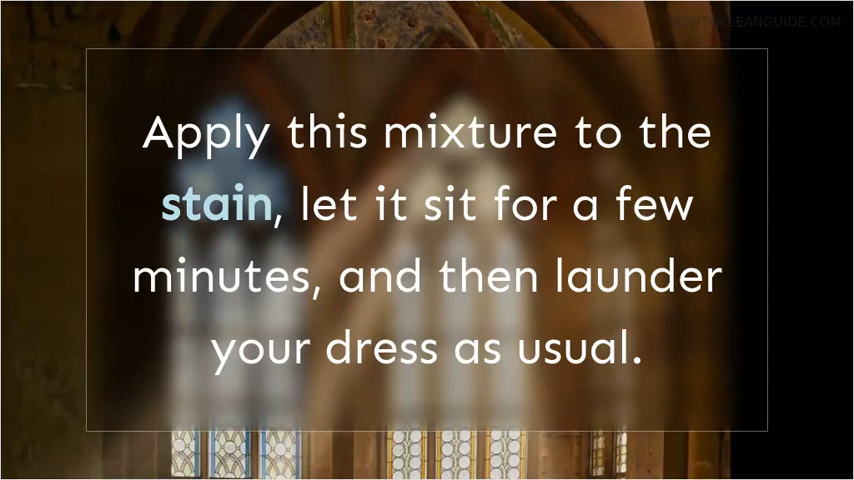 Apply this mixture to the
stain, let it sit for a few
minutes, and then launder
your dress as usual.